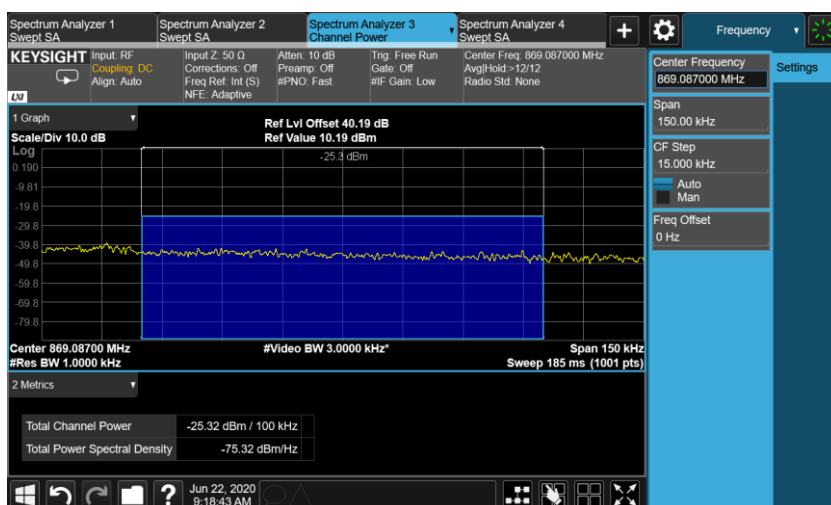 Spectrum Analyzer 1 Spectrum Analyzer 2 Spectrum Analyzer 3 Spectrum Analyzer 4 + Frequency
Swept SA Swept SA Channel Power Swept SA
KEYSIGHT Input: RF Input Z: 50 Ω Atten: 10 dB Trig: Free Run Center Freq: 869.087000 MHz
Coupling: DC Corrections: Off Preamp: Off Gate: Off Avg|Hold:>12/12
Align: Auto Freq Ref: Int (S) #PNO: Fast #IF Gain: Low Radio Std: None
LXI NFE: Adaptive
1 Graph
Ref Lvl Offset 40.19 dB
Scale/Div 10.0 dB Ref Value 10.19 dBm
Log
-25.3 dBm
0.190
-9.81
-19.8
-29.8
-39.8
-49.8
-59.8
-69.8
-79.8
Center 869.08700 MHz #Video BW 3.0000 kHz* Span 150 kHz
#Res BW 1.0000 kHz Sweep 185 ms (1001 pts)
2 Metrics
Total Channel Power -25.32 dBm / 100 kHz
Total Power Spectral Density -75.32 dBm/Hz
? Jun 22, 2020
9:18:43 AM
Center Frequency
869.087000 MHz
Settings
Span
150.00 kHz
CF Step
15.000 kHz
Auto
Man
Freq Offset
0 Hz